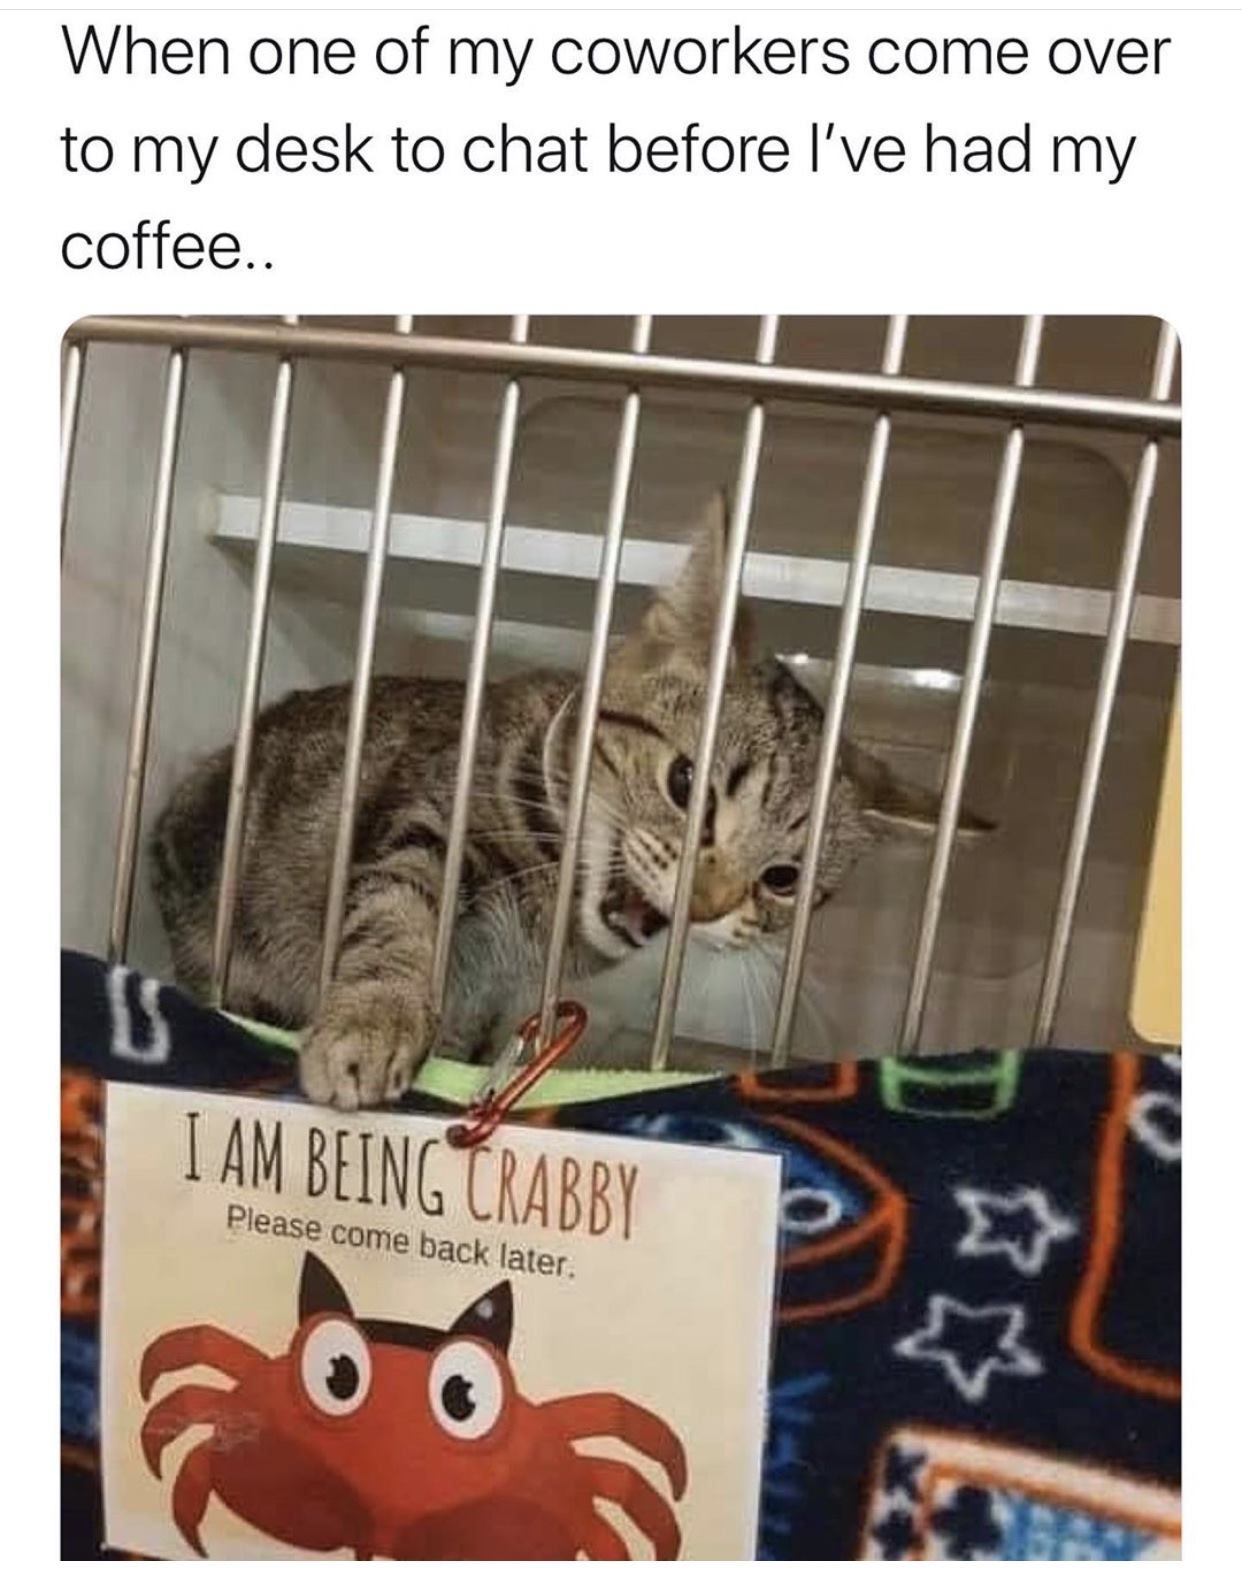 When one of my coworkers come over
to my desk to chat before I've had my
coffee..
I AM BEING CRABBY
Please come back later.